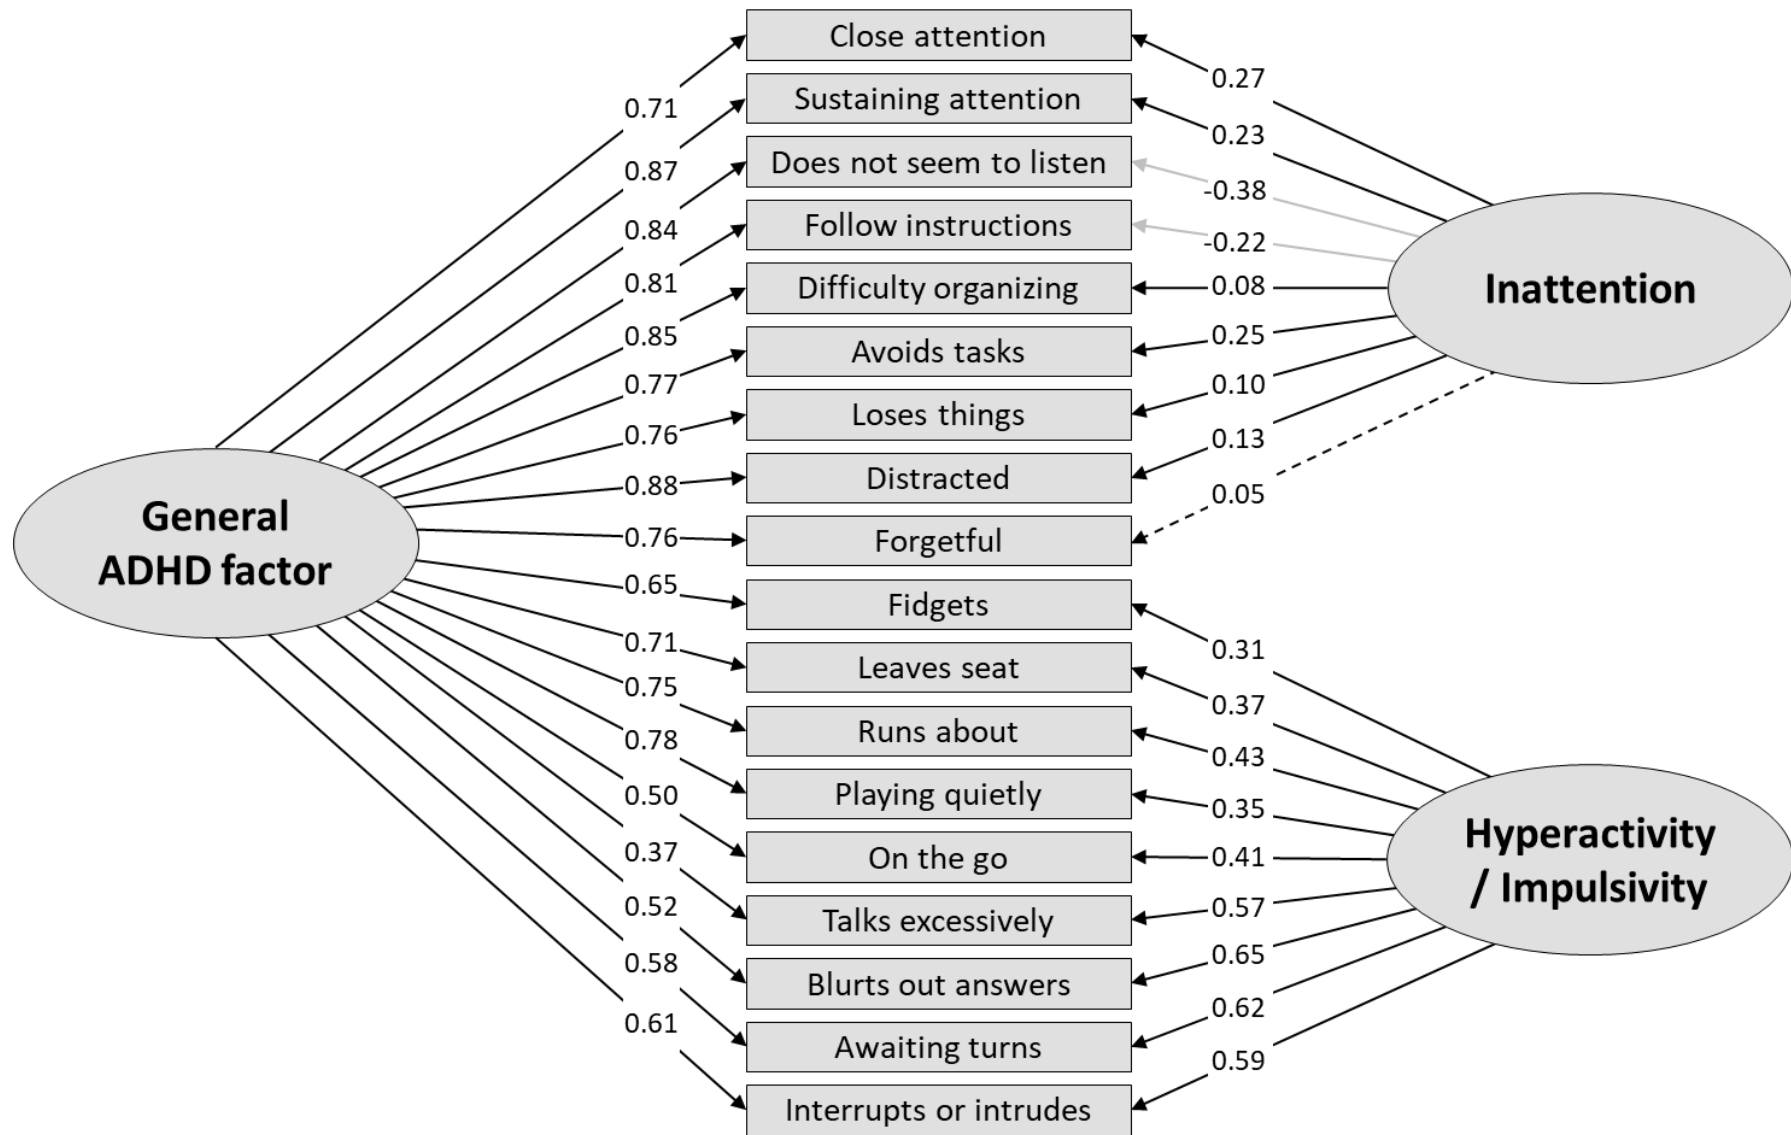 Close attention
Sustaining attention
Does not seem to listen
Follow instructions
Difficulty organizing
Avoids tasks
Loses things
Distracted
Forgetful
Fidgets
Leaves seat
Runs about
Playing quietly
On the go
Talks excessively
Blurts out answers
Awaiting turns
Interrupts or intrudes
General
ADHD factor
0.71
0.87
0.84
0.81
0.85
0.77
0.76
0.88
0.76
0.65
0.71
0.75
0.78
0.50
0.37
0.52
0.58
0.61
Inattention
0.27
0.23
-0.38
-0.22
0.08
0.25
0.10
0.13
0.05
Hyperactivity
/ Impulsivity
0.31
0.37
0.43
0.35
0.41
0.57
0.65
0.62
0.59